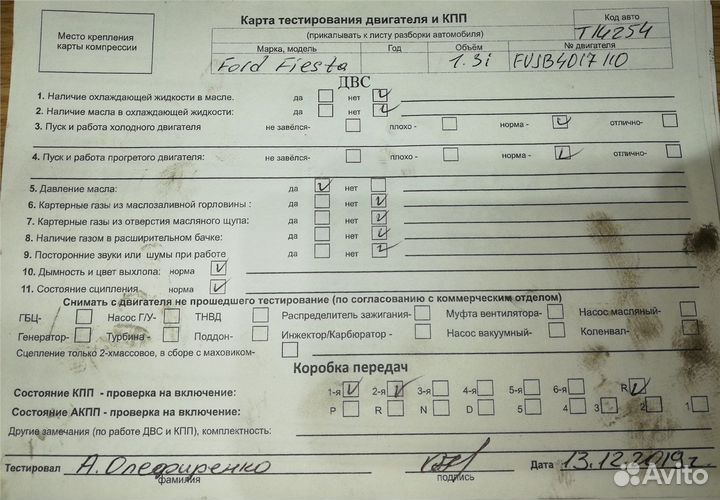 Место крепления карты компрессии
Карта тестирования двигателя и КПП
(прикалывать к листу разборки автомобиля)
Код авто
T14254
Марка, модель Год Объём № двигателя
Ford Fiesta 1.3i FUJB4017110
ДВС
1. Наличие охлаждающей жидкости в масле. да нет
2. Наличие масла в охлаждающей жидкости: да нет
3. Пуск и работа холодного двигателя не завёлся- плохо - норма - отлично-
4. Пуск и работа прогретого двигателя: не завёлся- плохо - норма - отлично-
5. Давление масла: да нет
6. Картерные газы из маслозаливной горловины : да нет
7. Картерные газы из отверстия масляного щупа: да нет
8. Наличие газом в расширительном бачке: да нет
9. Посторонние звуки или шумы при работе да нет
10. Дымность и цвет выхлопа: норма
11. Состояние сцепления норма
Снимать с двигателя не прошедшего тестирование (по согласованию с коммерческим отделом)
ГБЦ- Насос Г/У- ТНВД Распределитель зажигания- Муфта вентилятора- Насос масляный-
Генератор- Турбина - Поддон- Инжектор/Карбюратор - Насос вакуумный- Коленвал-
Сцепление только 2-хмассовое, в сборе с маховиком-
Коробка передач
Состояние КПП - проверка на включение: 1-я 2-я 3-я 4-я 5-я 6-я R
Состояние АКПП - проверка на включение: P R N D 5 4 3 2 1
Другие замечания (по работе ДВС и КПП), комплектность:
Тестировал А. Олефиренко Дата 13.12.2019 г.
фамилия подпись
Avito